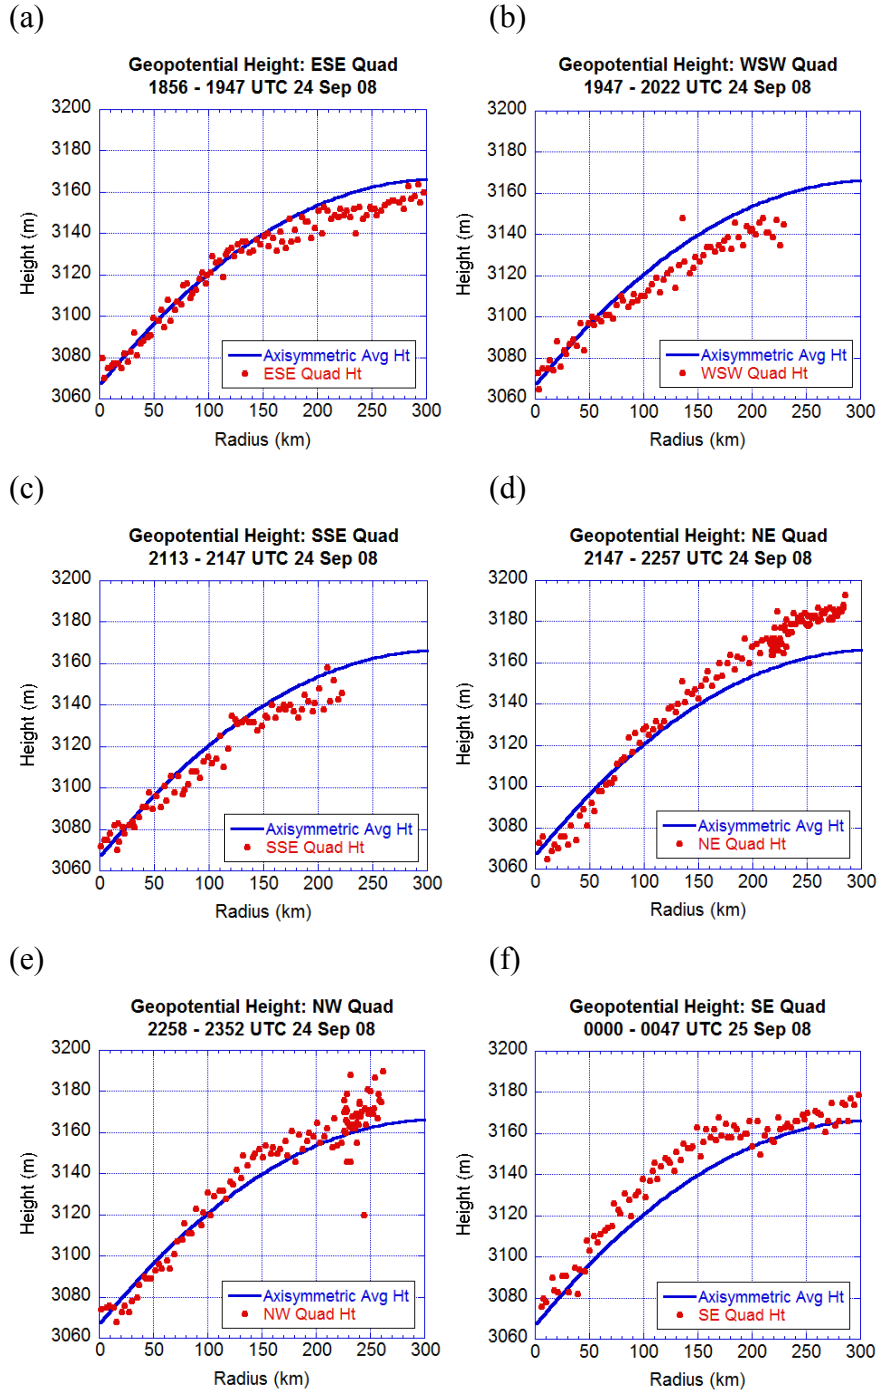 (a)
Geopotential Height: ESE Quad
1856 - 1947 UTC 24 Sep 08
3200
3180
3160
3140
3120
3100
3080
3060
Height (m)
Axisymmetric Avg Ht
ESE Quad Ht
0 50 100 150 200 250 300
Radius (km)
(b)
Geopotential Height: WSW Quad
1947 - 2022 UTC 24 Sep 08
3200
3180
3160
3140
3120
3100
3080
3060
Height (m)
Axisymmetric Avg Ht
WSW Quad Ht
0 50 100 150 200 250 300
Radius (km)
(c)
Geopotential Height: SSE Quad
2113 - 2147 UTC 24 Sep 08
3200
3180
3160
3140
3120
3100
3080
3060
Height (m)
Axisymmetric Avg Ht
SSE Quad Ht
0 50 100 150 200 250 300
Radius (km)
(d)
Geopotential Height: NE Quad
2147 - 2257 UTC 24 Sep 08
3200
3180
3160
3140
3120
3100
3080
3060
Height (m)
Axisymmetric Avg Ht
NE Quad Ht
0 50 100 150 200 250 300
Radius (km)
(e)
Geopotential Height: NW Quad
2258 - 2352 UTC 24 Sep 08
3200
3180
3160
3140
3120
3100
3080
3060
Height (m)
Axisymmetric Avg Ht
NW Quad Ht
0 50 100 150 200 250 300
Radius (km)
(f)
Geopotential Height: SE Quad
0000 - 0047 UTC 25 Sep 08
3200
3180
3160
3140
3120
3100
3080
3060
Height (m)
Axisymmetric Avg Ht
SE Quad Ht
0 50 100 150 200 250 300
Radius (km)